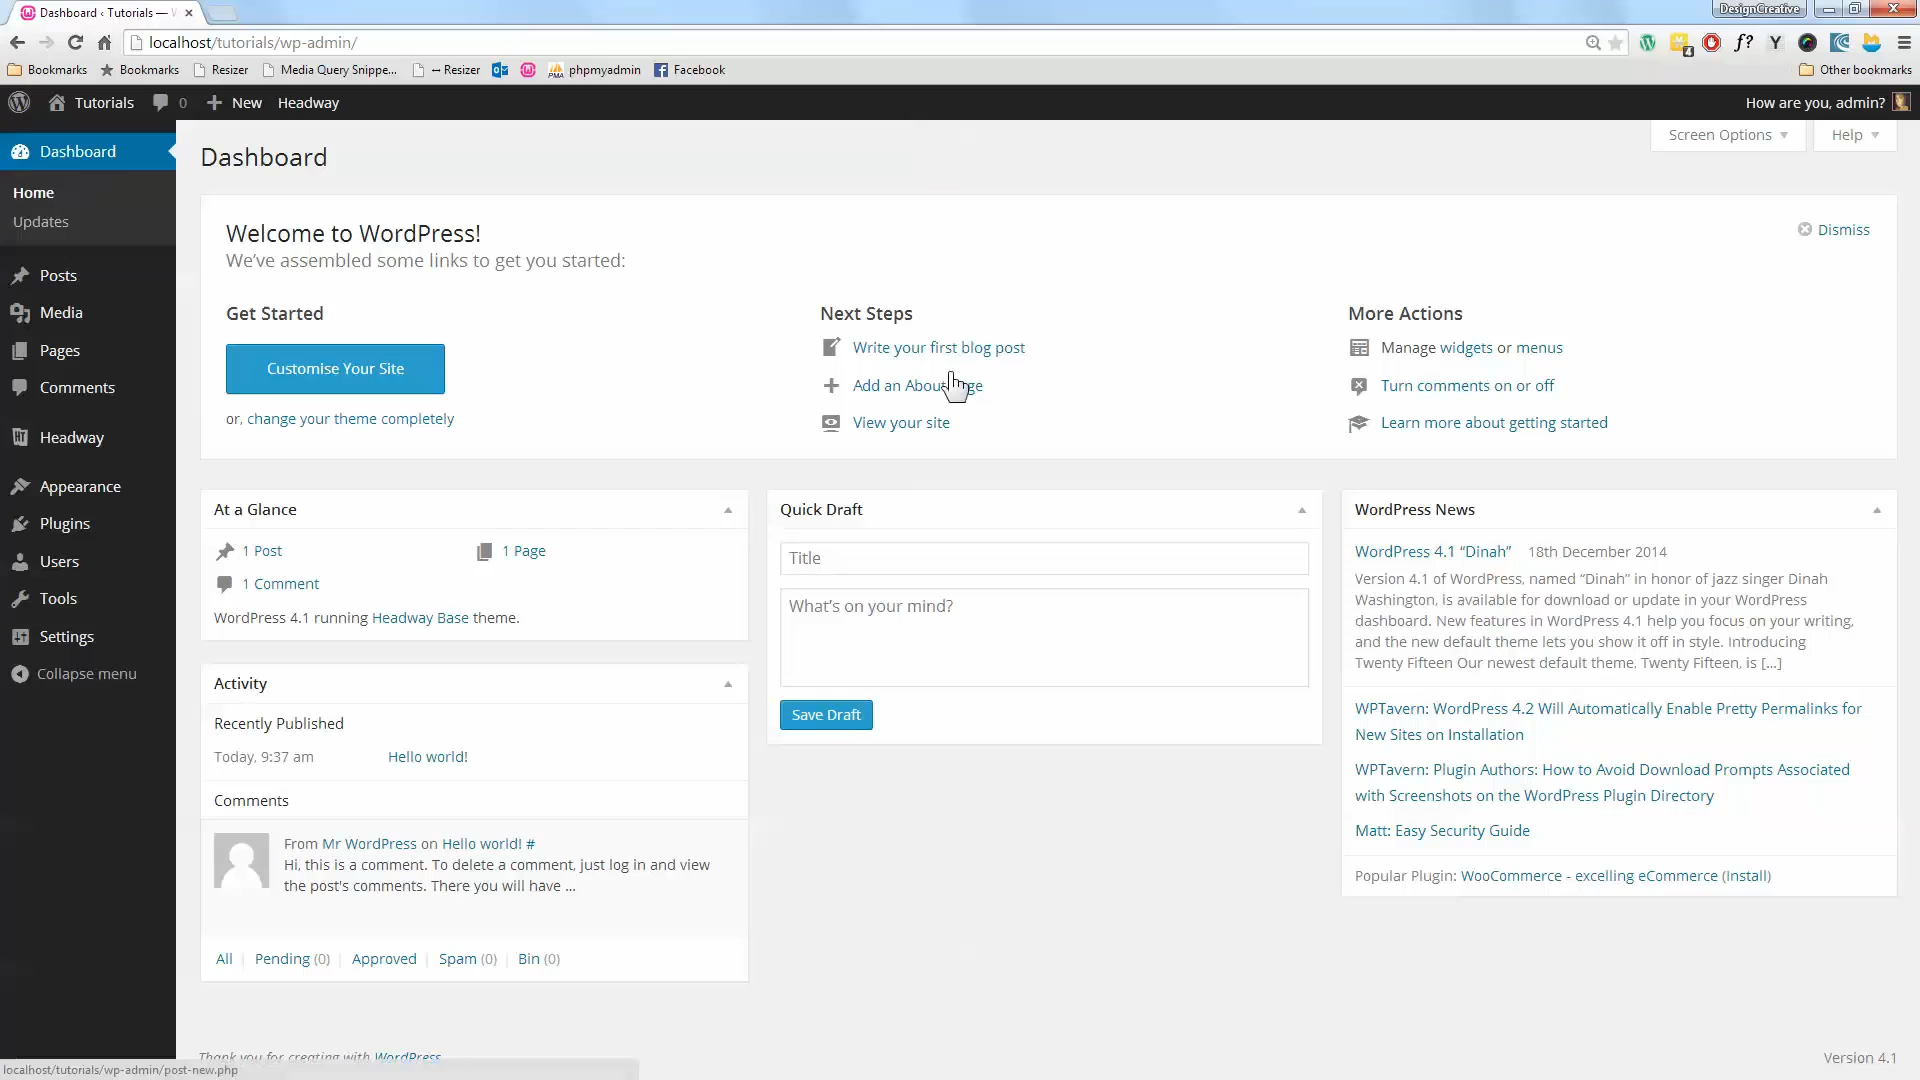 Dashboard ‹ Tutorials — W
DesignCreative
localhost/tutorials/wp-admin/
f?
Y
4
Bookmarks
Bookmarks
Resizer
Media Query Snippe...
↔ Resizer
PMA
phpmyadmin
Facebook
Other bookmarks
Tutorials
0
New
Headway
How are you, admin?
Dashboard
Home
Updates
Posts
Media
Pages
Comments
Headway
Appearance
Plugins
Users
Tools
Settings
Collapse menu
Screen Options
Help
Dashboard
Welcome to WordPress!
We’ve assembled some links to get you started:
Dismiss
Get Started
Customise Your Site
or, change your theme completely
Next Steps
Write your first blog post
Add an About
View your site
More Actions
Manage widgets or menus
Turn comments on or off
Learn more about getting started
At a Glance
1 Post
1 Page
1 Comment
WordPress 4.1 running Headway Base theme.
Activity
Recently Published
Today, 9:37 am
Hello world!
Comments
From Mr WordPress on Hello world! #
Hi, this is a comment. To delete a comment, just log in and view
the post's comments. There you will have ...
All | Pending (0) | Approved | Spam (0) | Bin (0)
Quick Draft
Title
What’s on your mind?
Save Draft
WordPress News
WordPress 4.1 “Dinah” 18th December 2014
Version 4.1 of WordPress, named “Dinah” in honor of jazz singer Dinah
Washington, is available for download or update in your WordPress
dashboard. New features in WordPress 4.1 help you focus on your writing,
and the new default theme lets you show it off in style. Introducing
Twenty Fifteen Our newest default theme, Twenty Fifteen, is [...]
WPTavern: WordPress 4.2 Will Automatically Enable Pretty Permalinks for
New Sites on Installation
WPTavern: Plugin Authors: How to Avoid Download Prompts Associated
with Screenshots on the WordPress Plugin Directory
Matt: Easy Security Guide
Popular Plugin: WooCommerce - excelling eCommerce (Install)
Thank you for creating with WordPress
Version 4.1
localhost/tutorials/wp-admin/post-new.php